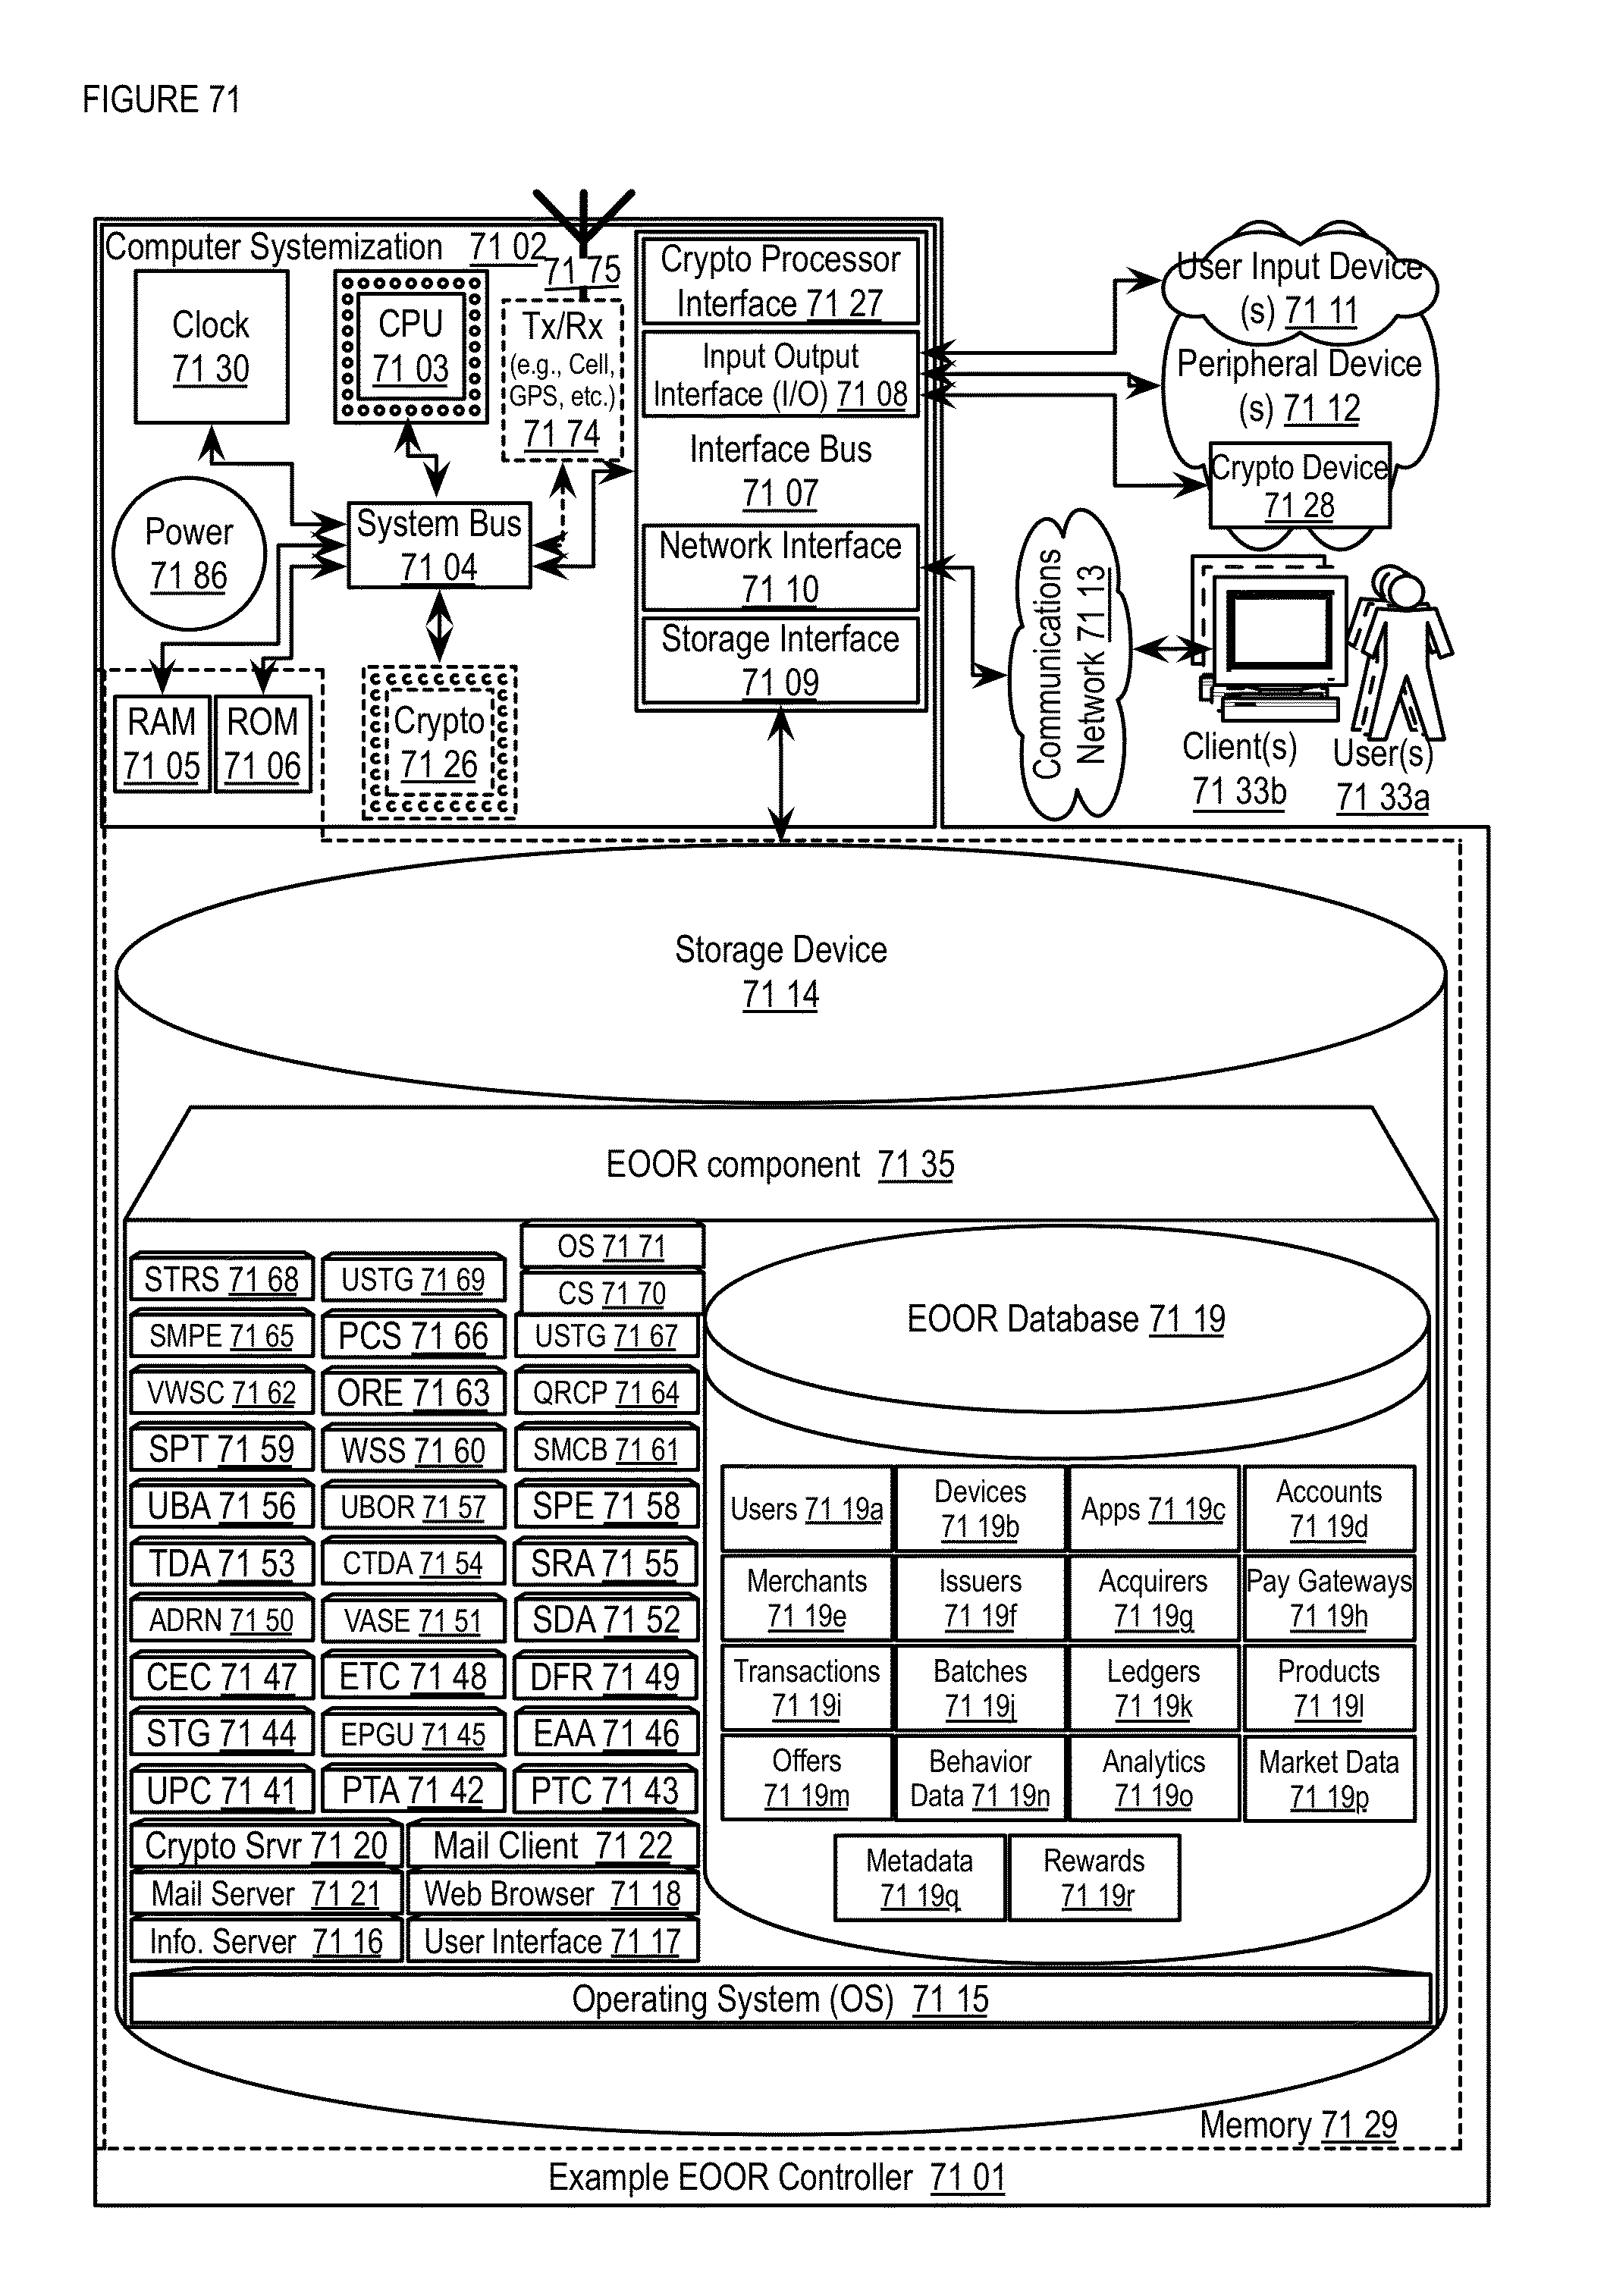 FIGURE 71
Computer Systemization 71 02
71 75
Clock
71 30
CPU
71 03
Tx/Rx
(e.g., Cell,
GPS, etc.)
71 74
Crypto Processor
Interface 71 27
Input Output
Interface (I/O) 71 08
Interface Bus
71 07
Network Interface
71 10
Storage Interface
71 09
Power
71 86
System Bus
71 04
RAM
71 05
ROM
71 06
Crypto
71 26
User Input Device
(s) 71 11
Peripheral Device
(s) 71 12
Crypto Device
71 28
Communications
Network 71 13
Client(s)
71 33b
User(s)
71 33a
Storage Device
71 14
EOOR component 71 35
OS 71 71
STRS 71 68
USTG 71 69
CS 71 70
SMPE 71 65
PCS 71 66
USTG 71 67
VWSC 71 62
ORE 71 63
QRCP 71 64
SPT 71 59
WSS 71 60
SMCB 71 61
UBA 71 56
UBOR 71 57
SPE 71 58
TDA 71 53
CTDA 71 54
SRA 71 55
ADRN 71 50
VASE 71 51
SDA 71 52
CEC 71 47
ETC 71 48
DFR 71 49
STG 71 44
EPGU 71 45
EAA 71 46
UPC 71 41
PTA 71 42
PTC 71 43
Crypto Srvr 71 20
Mail Client 71 22
Mail Server 71 21
Web Browser 71 18
Info. Server 71 16
User Interface 71 17
EOOR Database 71 19
Users 71 19a
Devices
71 19b
Apps 71 19c
Accounts
71 19d
Merchants
71 19e
Issuers
71 19f
Acquirers
71 19g
Pay Gateways
71 19h
Transactions
71 19i
Batches
71 19j
Ledgers
71 19k
Products
71 19l
Offers
71 19m
Behavior
Data 71 19n
Analytics
71 19o
Market Data
71 19p
Metadata
71 19q
Rewards
71 19r
Operating System (OS) 71 15
Memory 71 29
Example EOOR Controller 71 01